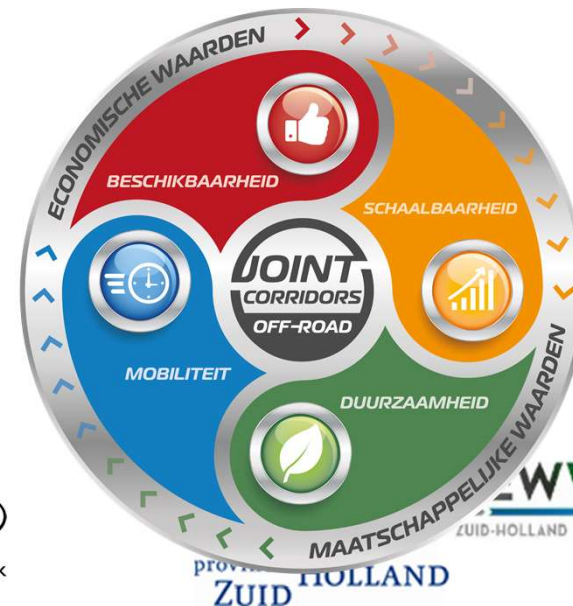 ECONOMISCHE WAARDEN
BESCHIKBAARHEID
SCHAALBAARHEID
JOINT
CORRIDORS
OFF-ROAD
MOBILITEIT
DUURZAAMHEID
MAATSCHAPPELIJKE WAARDEN
ZUID-HOLLAND
HOLLAND
ZUID